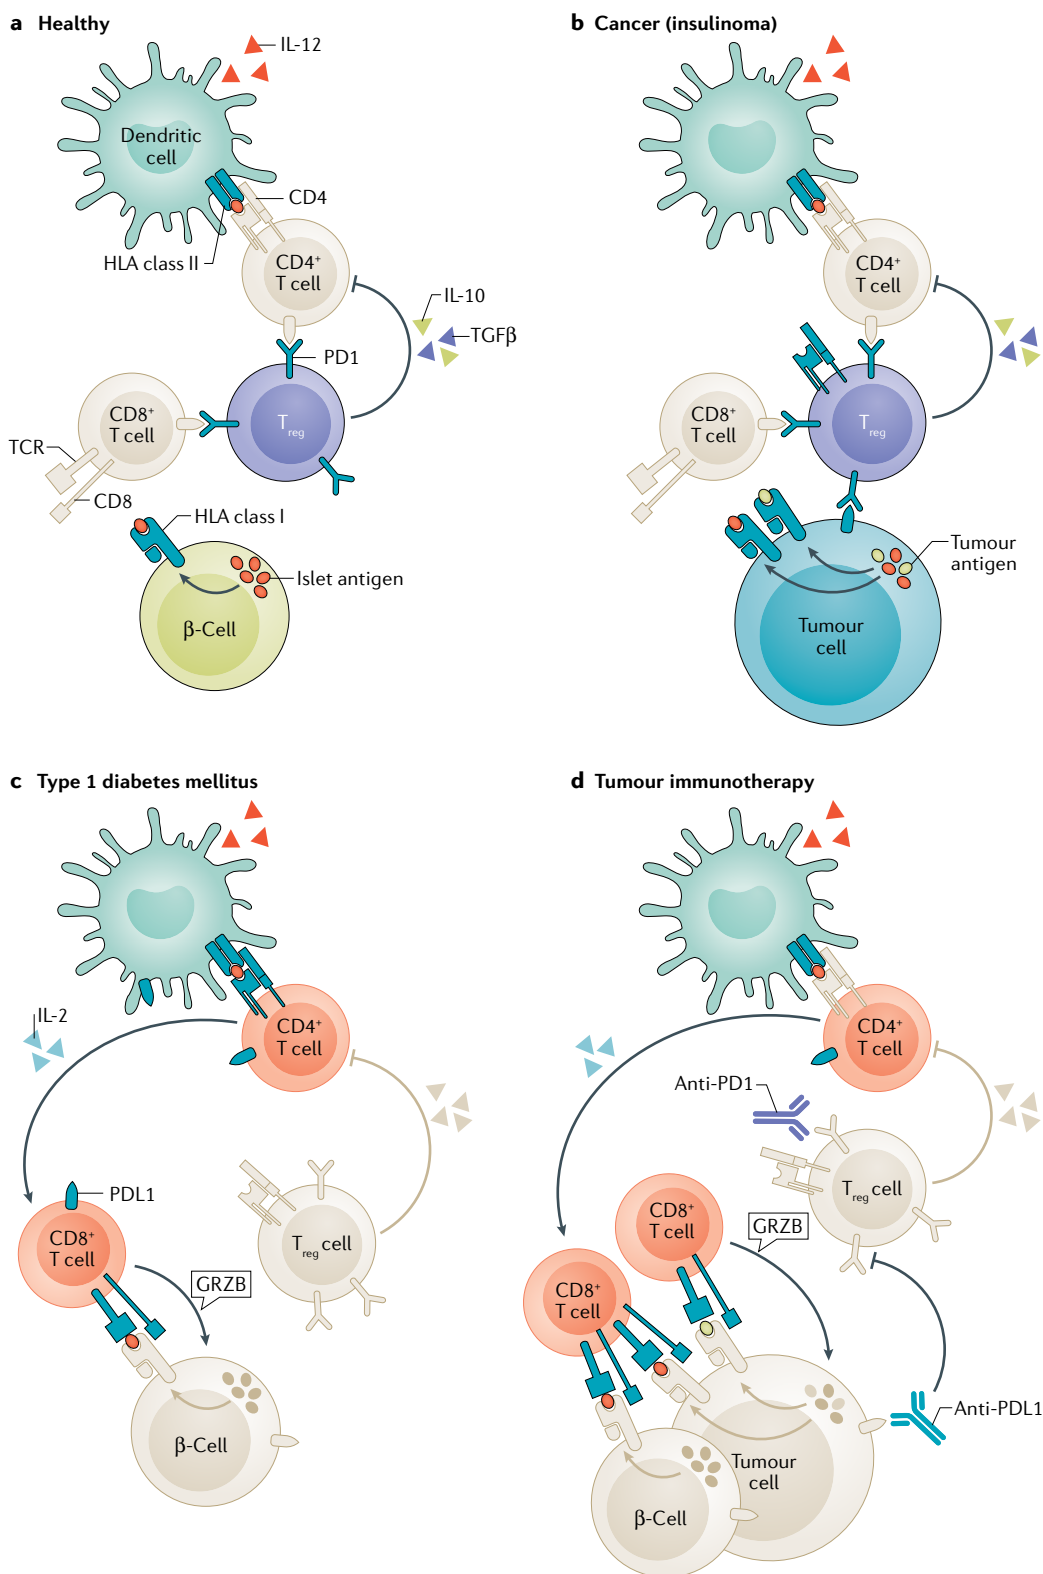 a Healthy
IL-12
Dendritic
cell
CD4
HLA class II
CD4⁺
T cell
IL-10
TGFβ
PD1
CD8⁺
T cell
Treg
TCR
CD8
HLA class I
Islet antigen
β-Cell
b Cancer (insulinoma)
CD4⁺
T cell
CD8⁺
T cell
Treg
Tumour
antigen
Tumour
cell
c Type 1 diabetes mellitus
IL-2
CD4⁺
T cell
PDL1
CD8⁺
T cell
GRZB
Treg cell
β-Cell
d Tumour immunotherapy
CD4⁺
T cell
Anti-PD1
Treg cell
CD8⁺
T cell
GRZB
CD8⁺
T cell
Anti-PDL1
Tumour
cell
β-Cell